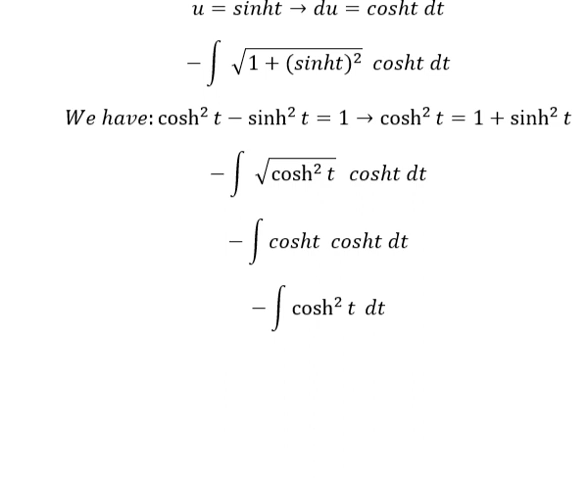 u = sinht → du = cosht dt
− ∫ √1 + (sinht)² cosht dt
We have: cosh² t − sinh² t = 1 → cosh² t = 1 + sinh² t
− ∫ √cosh² t cosht dt
− ∫ cosht cosht dt
− ∫ cosh² t dt